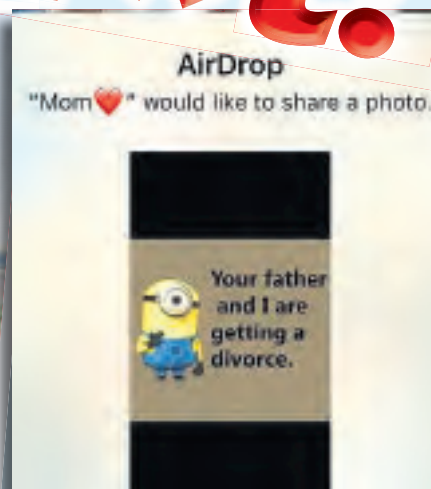 AirDrop
"Mom❤️" would like to share a photo.
Your father
and I are
getting a
divorce.